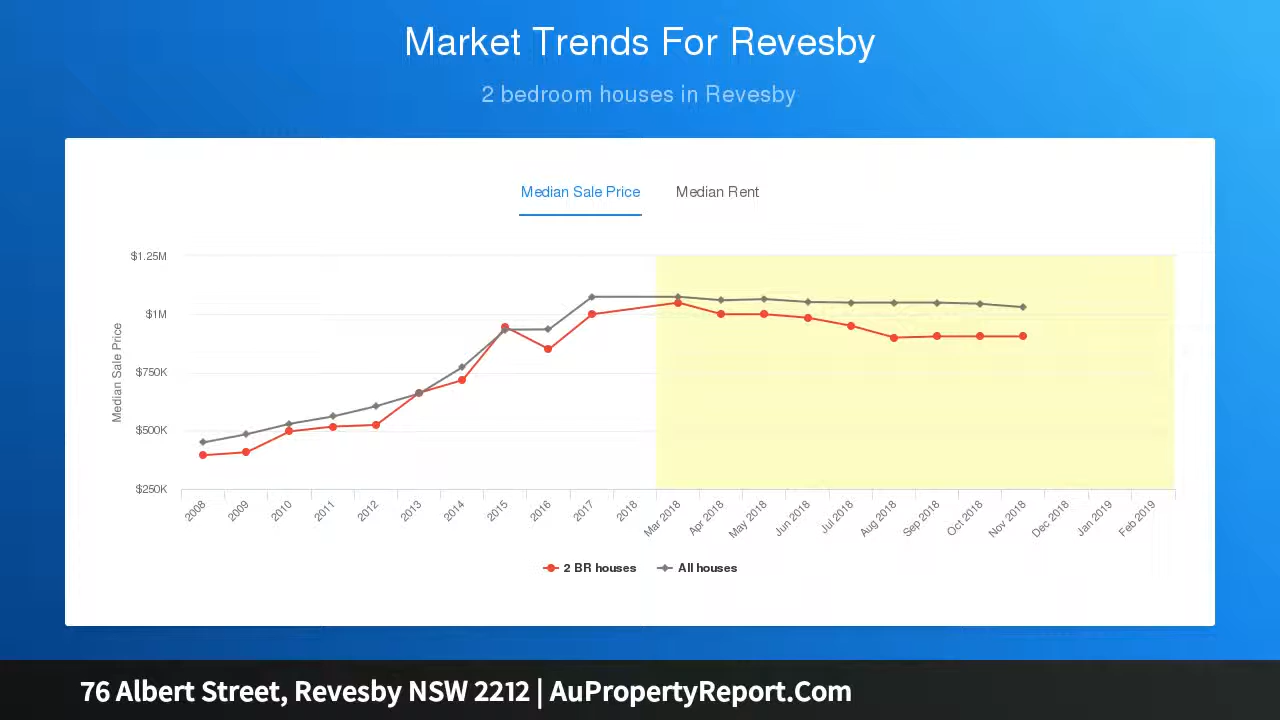 Market Trends For Revesby
2 bedroom houses in Revesby
Median Sale Price Median Rent
Median Sale Price
$1.25M
$1M
$750K
$500K
$250K
2008 2009 2010 2011 2012 2013 2014 2015 2016 2017 2018 Mar 2018 Apr 2018 May 2018 Jun 2018 Jul 2018 Aug 2018 Sep 2018 Oct 2018 Nov 2018 Dec 2018 Jan 2019 Feb 2019
2 BR houses All houses
76 Albert Street, Revesby NSW 2212 | AuPropertyReport.Com